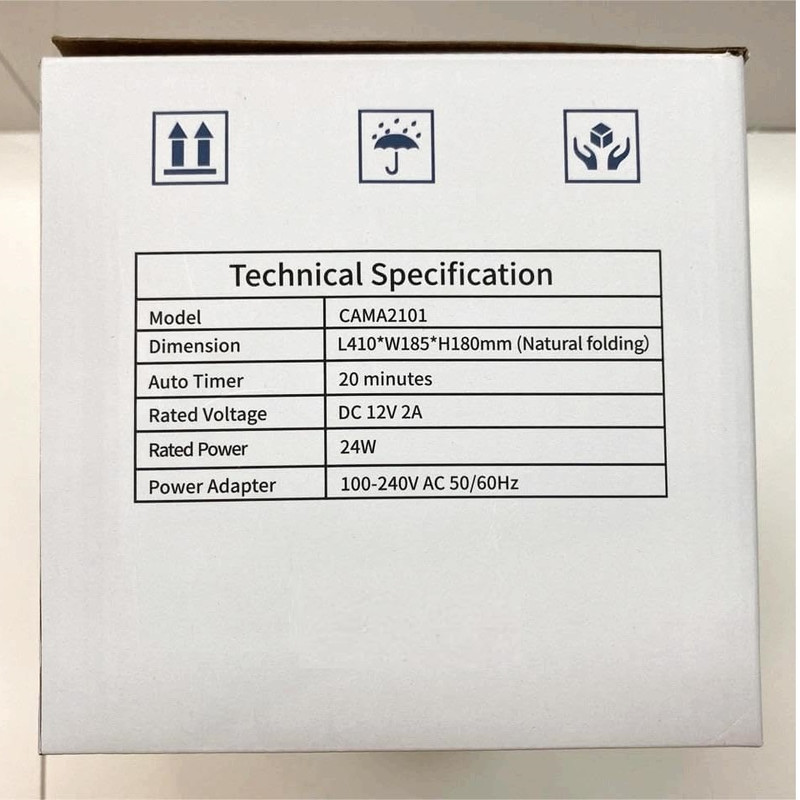 Technical Specification
Model CAMA2101
Dimension L410*W185*H180mm (Natural folding)
Auto Timer 20 minutes
Rated Voltage DC 12V 2A
Rated Power 24W
Power Adapter 100-240V AC 50/60Hz